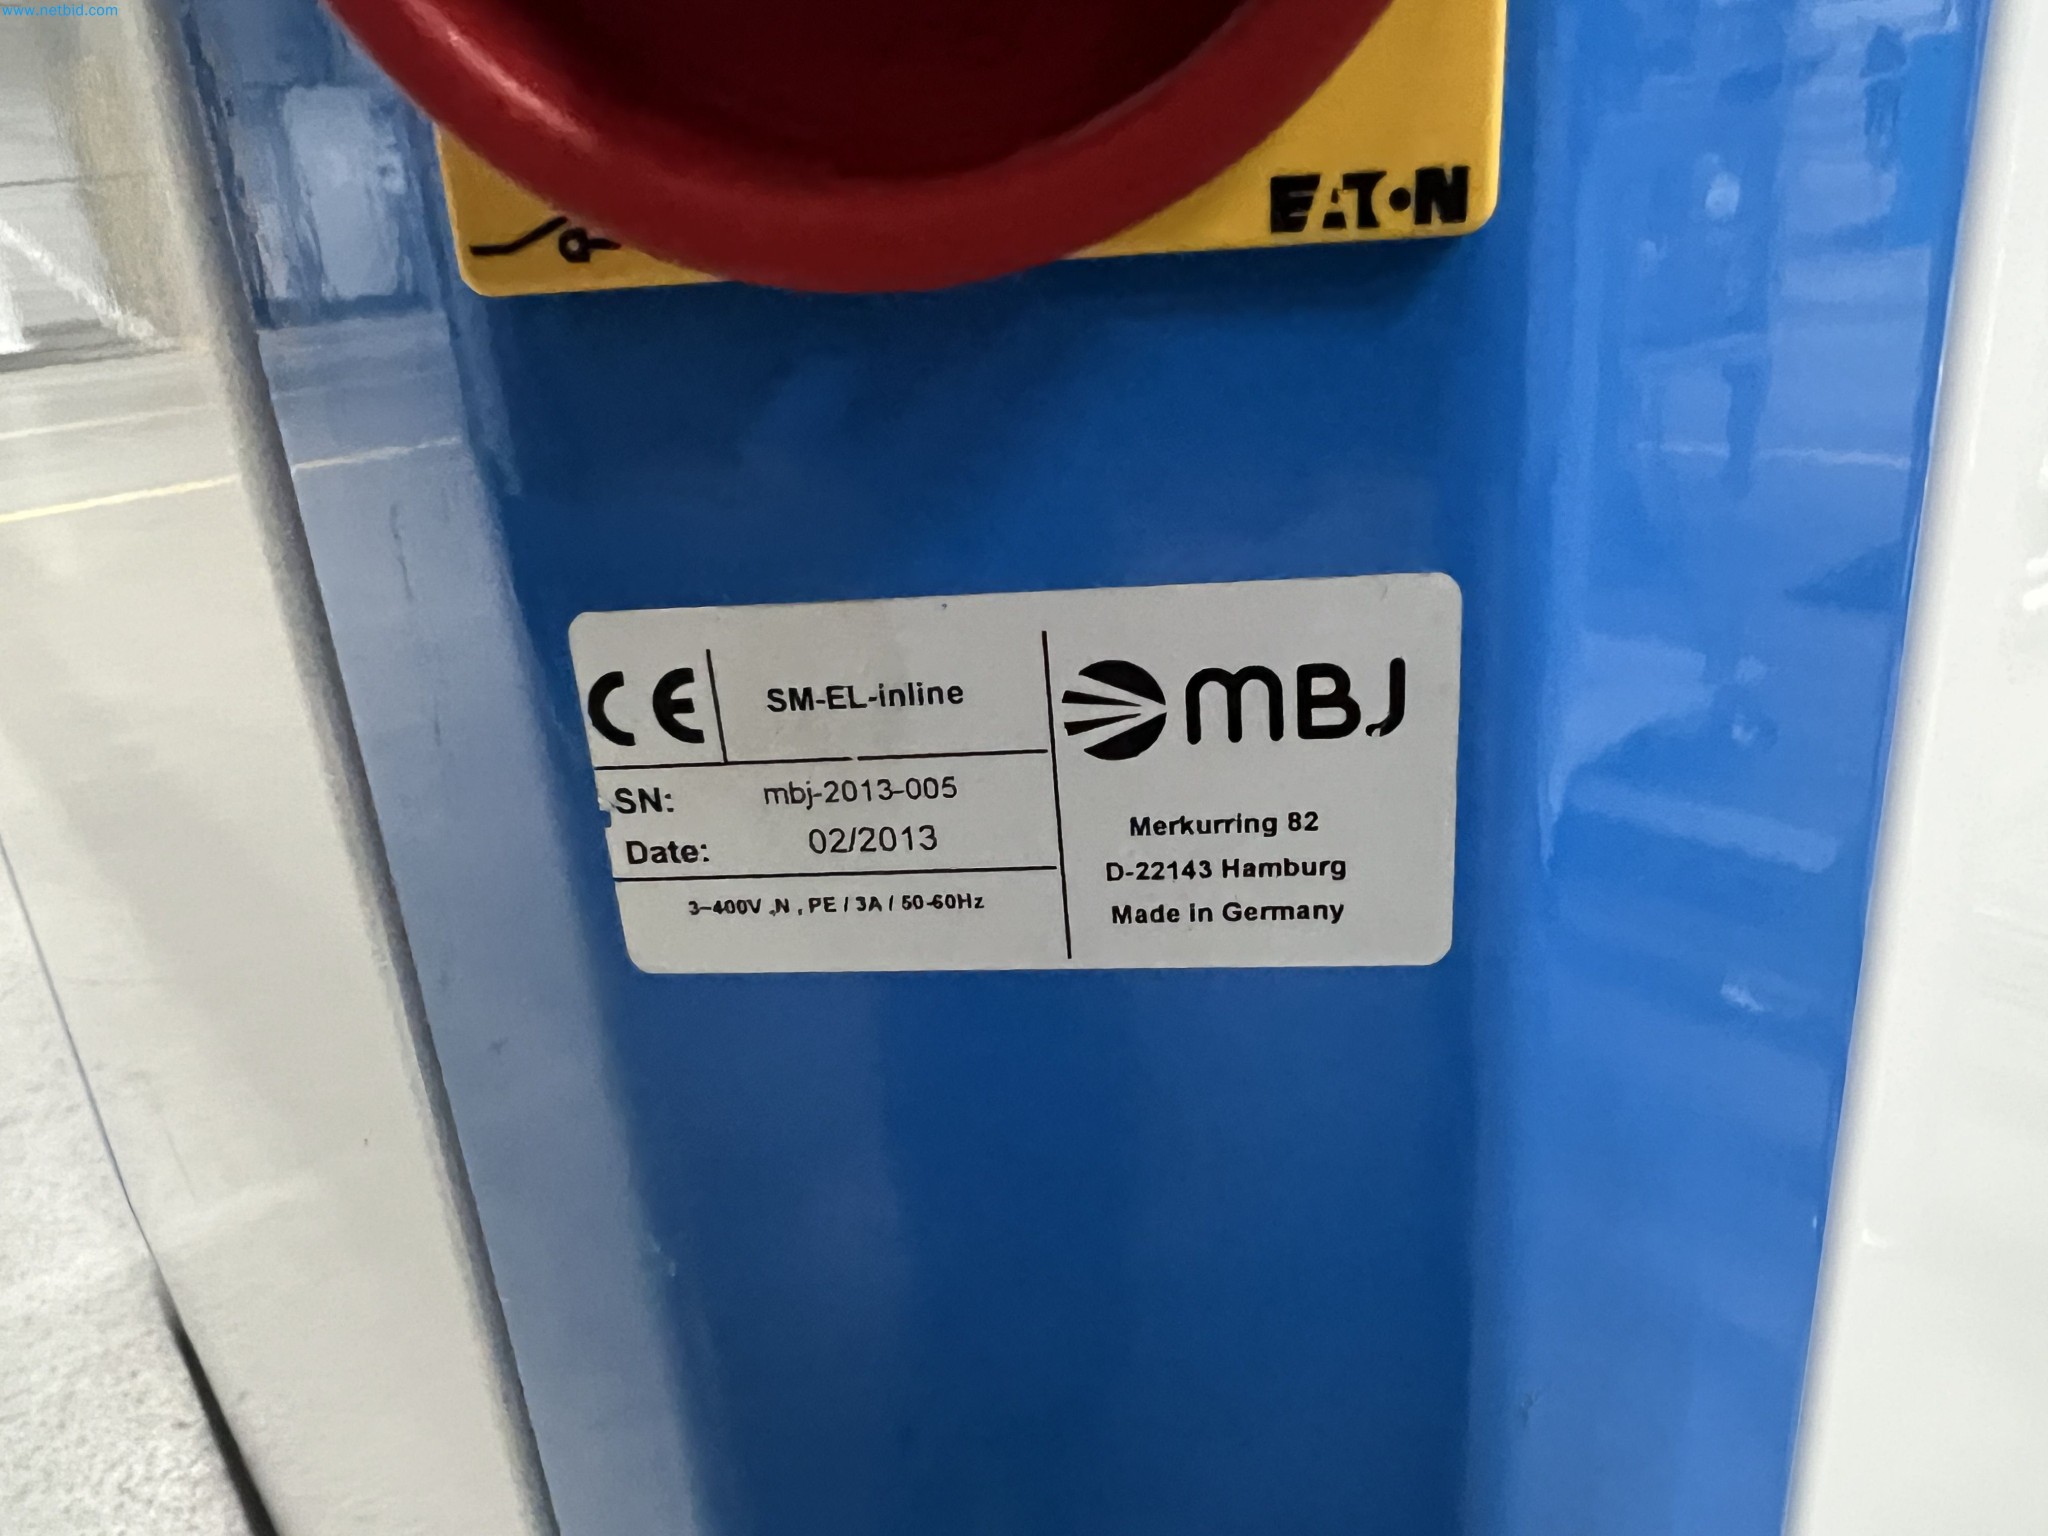 www.netbid.com
EATON
CE
SM-EL-inline
MBJ
SN: mbj-2013-005
Date: 02/2013
3~400V ,N , PE / 3A / 50-60Hz
Merkurring 82
D-22143 Hamburg
Made in Germany